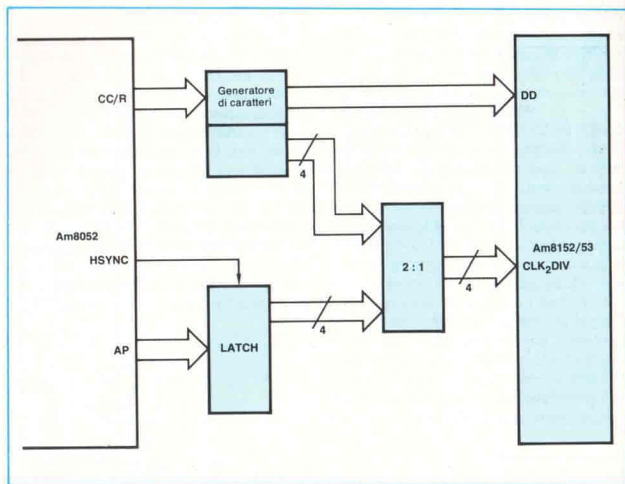 CC/R
Generatore
di caratteri
DD
4
Am8052
HSYNC
2 : 1
Am8152/53
CLK₂DIV
4
AP
LATCH
4